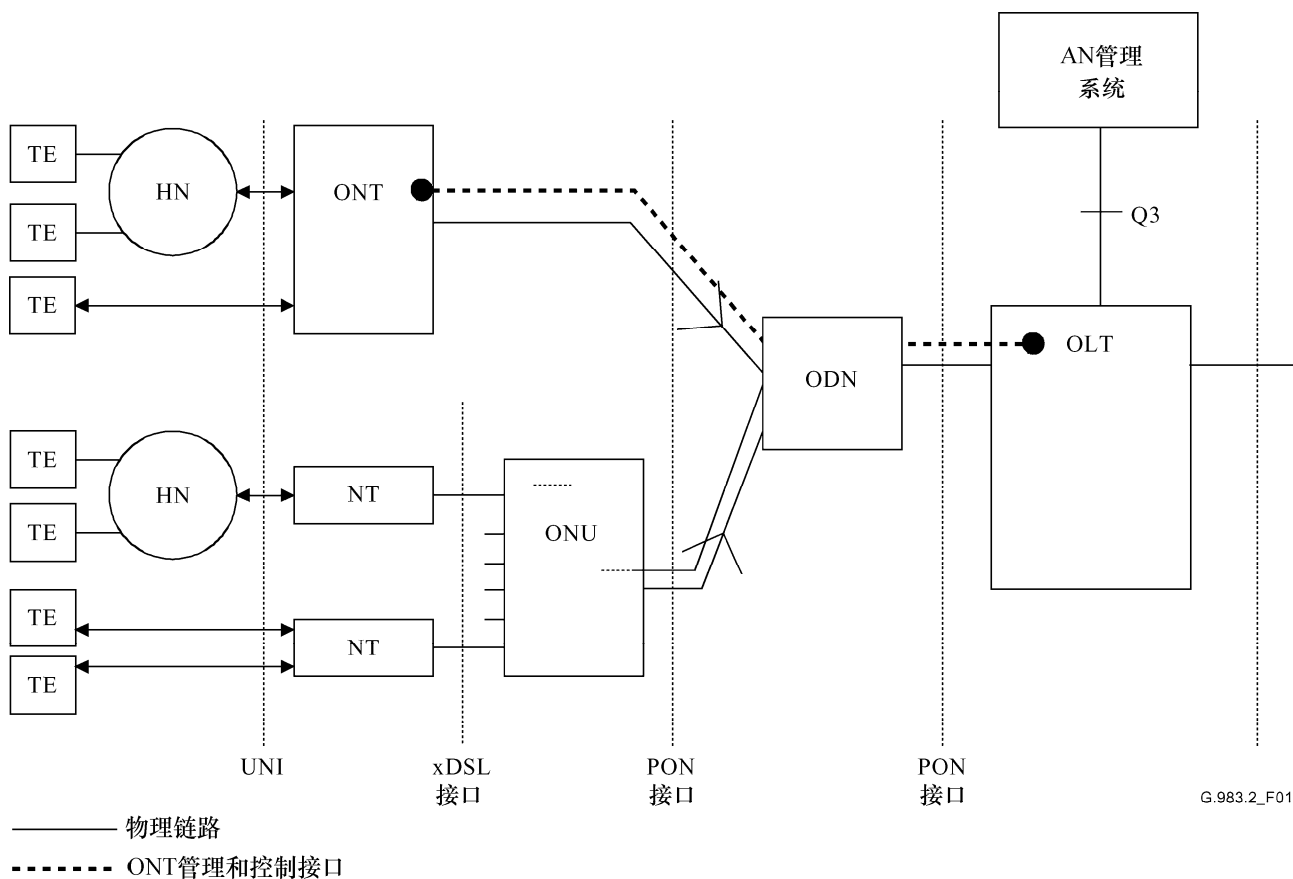 AN管理
系统
TE
HN
ONT
TE
Q3
TE
OLT
ODN
TE
HN
NT
TE
ONU
TE
NT
TE
UNI
xDSL
接口
PON
接口
PON
接口
G.983.2_F01
物理链路
ONT管理和控制接口